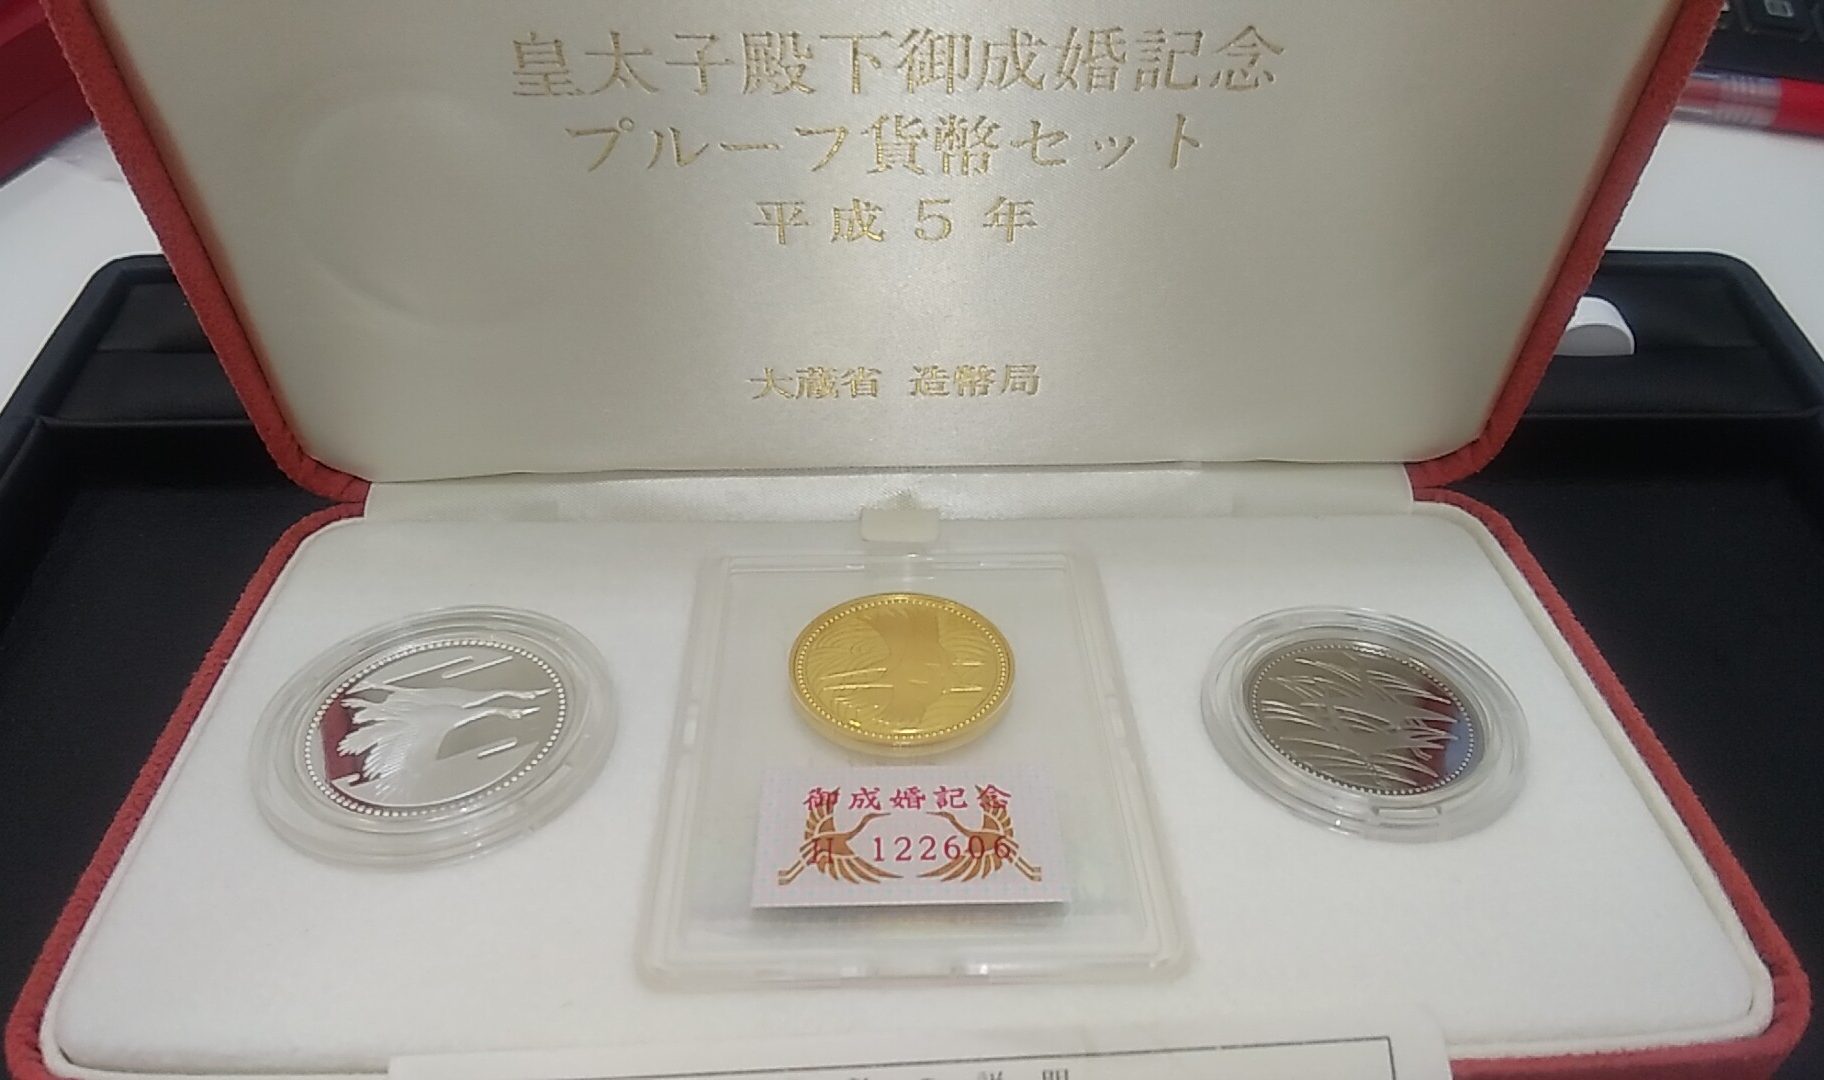 皇太子殿下御成婚記念
プルーフ貨幣セット
平成5年
大蔵省 造幣局
御成婚記念
H 122606